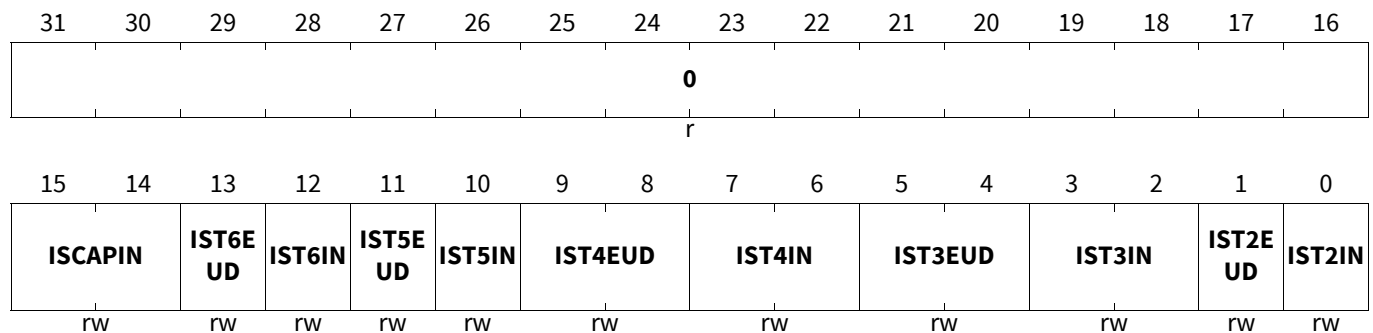 31 30 29 28 27 26 25 24 23 22 21 20 19 18 17 16
0
r
15 14 13 12 11 10 9 8 7 6 5 4 3 2 1 0
ISCAPIN IST6E UD IST6IN IST5E UD IST5IN IST4EUD IST4IN IST3EUD IST3IN IST2E UD IST2IN
rw rw rw rw rw rw rw rw rw rw rw